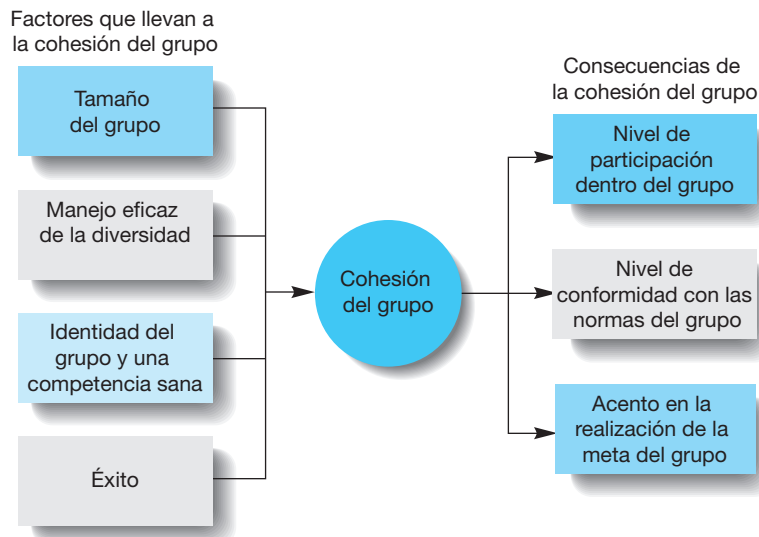 Factores que llevan a
la cohesión del grupo
Tamaño
del grupo
Manejo eficaz
de la diversidad
Identidad del
grupo y una
competencia sana
Éxito
Cohesión
del grupo
Consecuencias de
la cohesión del grupo
Nivel de
participación
dentro del grupo
Nivel de
conformidad con las
normas del grupo
Acento en la
realización de la
meta del grupo